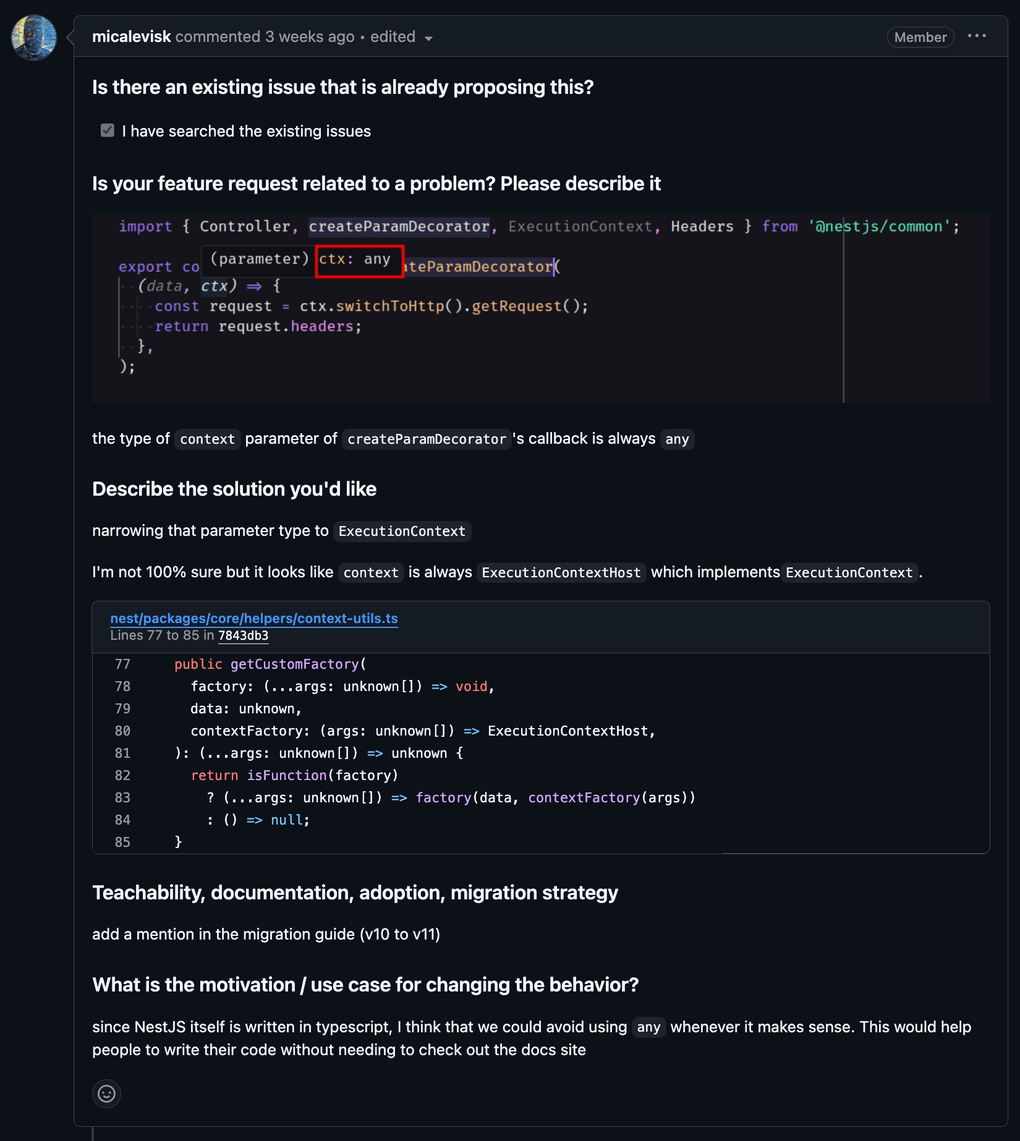 micalevisk commented 3 weeks ago • edited
Member
Is there an existing issue that is already proposing this?
I have searched the existing issues
Is your feature request related to a problem? Please describe it
import { Controller, createParamDecorator, ExecutionContext, Headers } from '@nestjs/common';
(parameter) ctx: any
export co ateParamDecorator(
(data, ctx) => {
const request = ctx.switchToHttp().getRequest();
return request.headers;
},
);
the type of context parameter of createParamDecorator 's callback is always any
Describe the solution you'd like
narrowing that parameter type to ExecutionContext
I'm not 100% sure but it looks like context is always ExecutionContextHost which implements ExecutionContext .
nest/packages/core/helpers/context-utils.ts
Lines 77 to 85 in 7843db3
77 public getCustomFactory(
78 factory: (...args: unknown[]) => void,
79 data: unknown,
80 contextFactory: (args: unknown[]) => ExecutionContextHost,
81 ): (...args: unknown[]) => unknown {
82 return isFunction(factory)
83 ? (...args: unknown[]) => factory(data, contextFactory(args))
84 : () => null;
85 }
Teachability, documentation, adoption, migration strategy
add a mention in the migration guide (v10 to v11)
What is the motivation / use case for changing the behavior?
since NestJS itself is written in typescript, I think that we could avoid using any whenever it makes sense. This would help
people to write their code without needing to check out the docs site